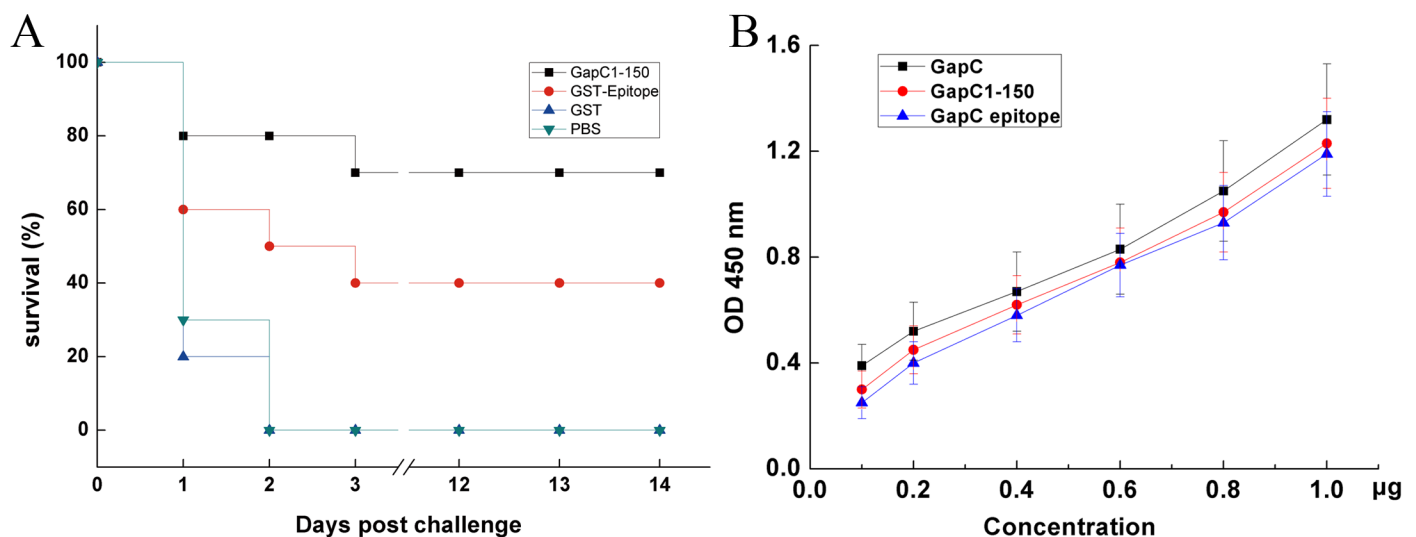 A
100
80
60
40
20
0
survival (%)
GapC1-150
GST-Epitope
GST
PBS
0 1 2 3 12 13 14
Days post challenge
B
1.6
1.2
0.8
0.4
0.0
OD 450 nm
GapC
GapC1-150
GapC epitope
0.0 0.2 0.4 0.6 0.8 1.0 μg
Concentration